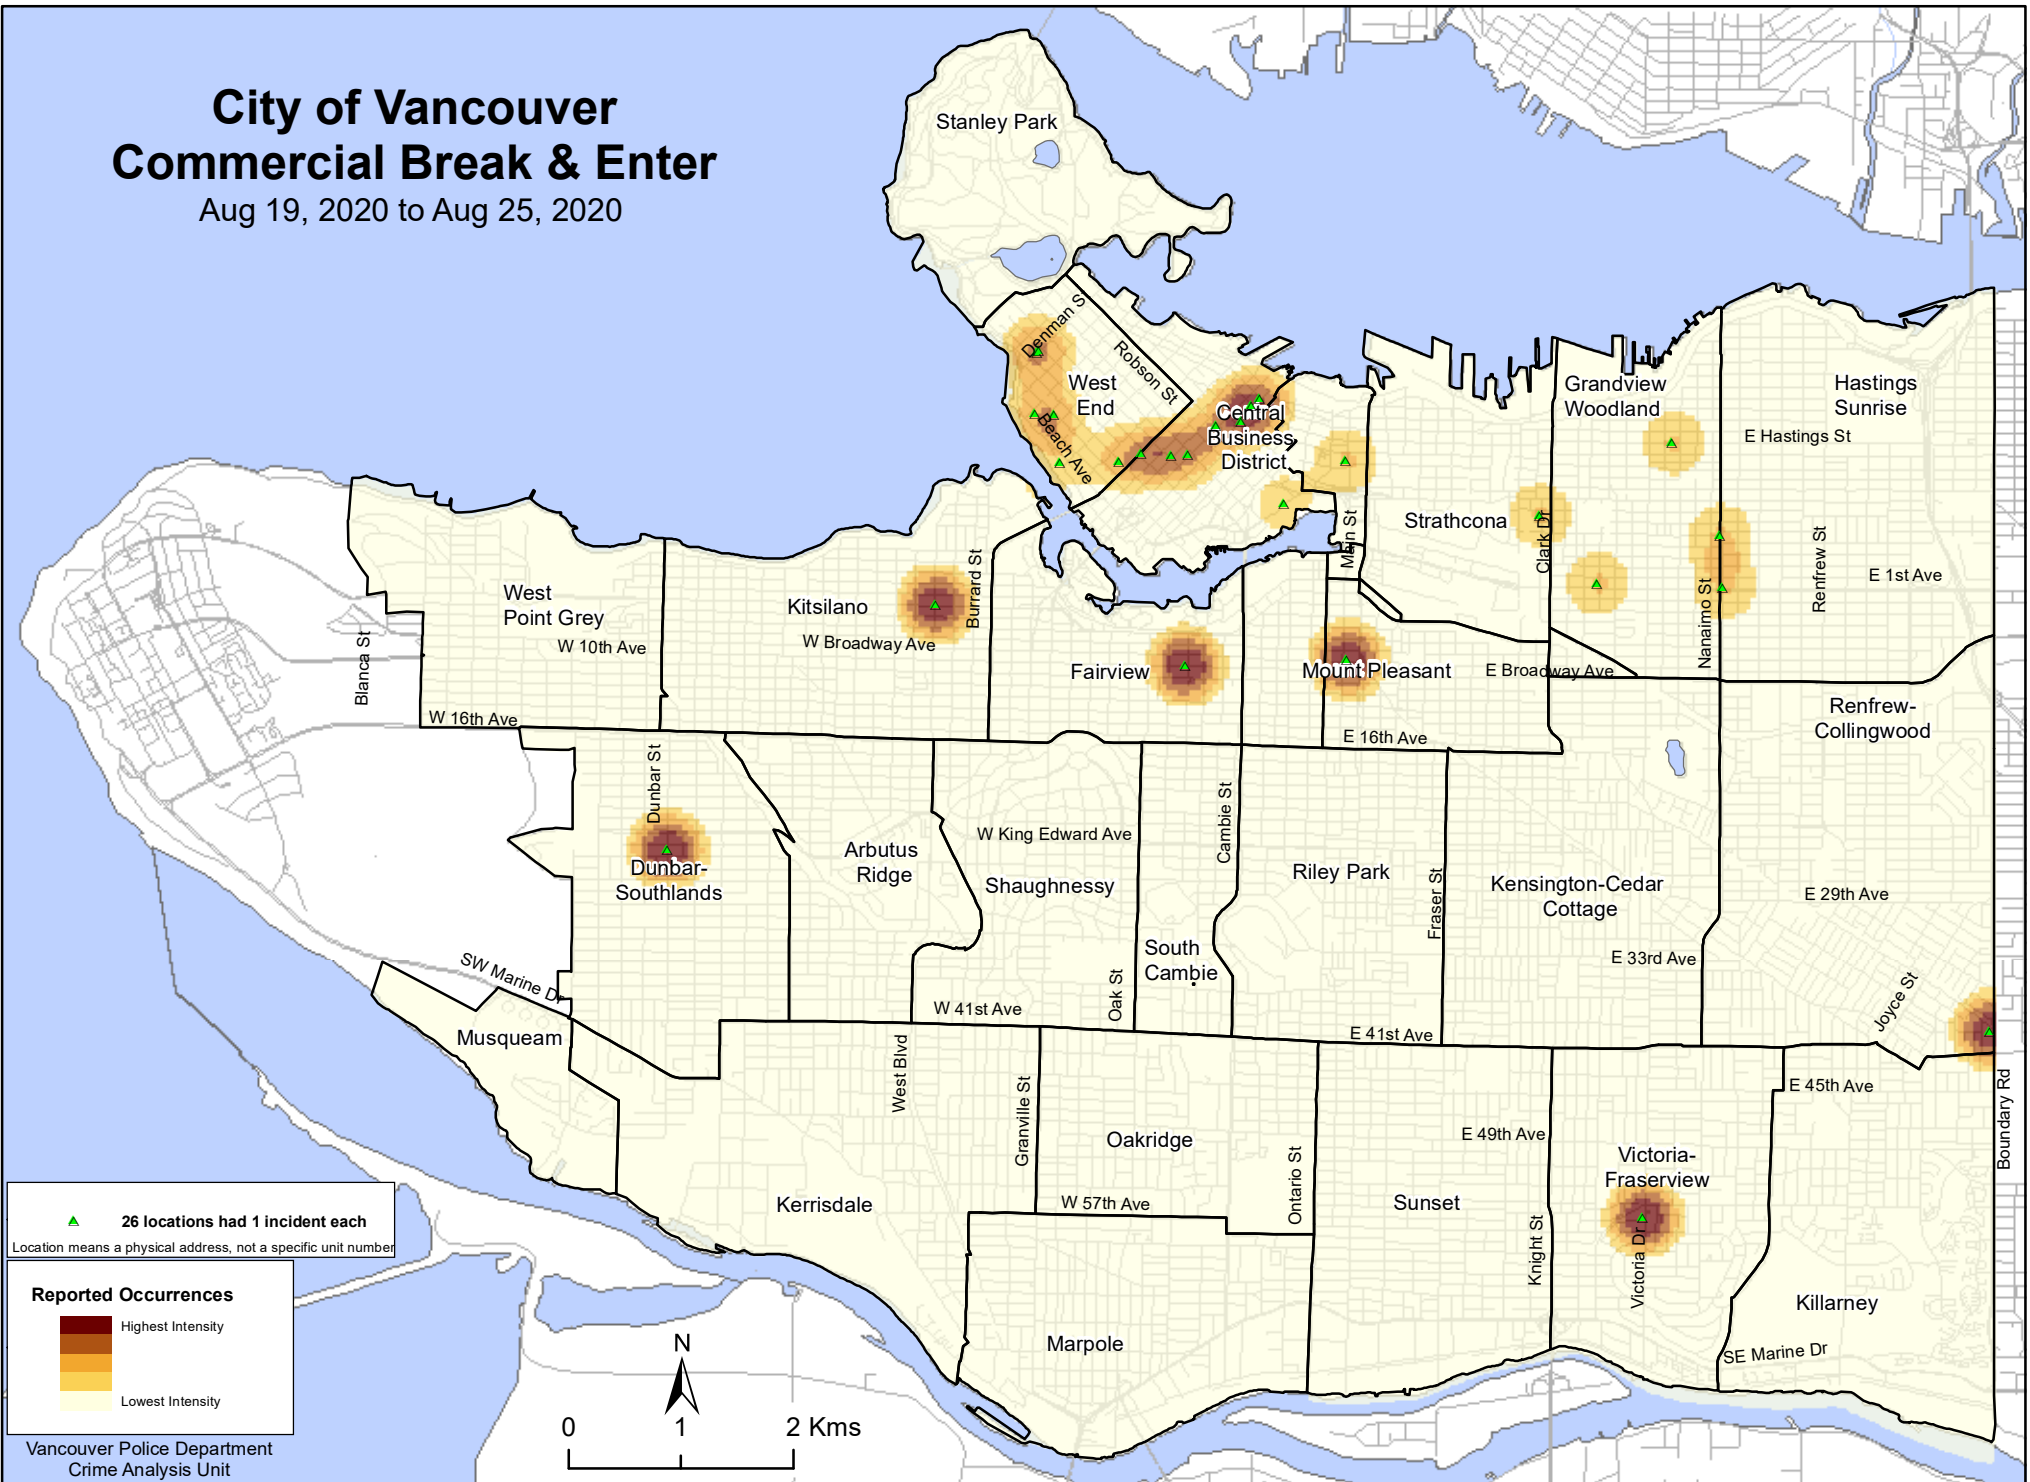 City of Vancouver
Commercial Break & Enter
Aug 19, 2020 to Aug 25, 2020
Stanley Park
Denman S
Robson St
West
End
Beach Ave
Central
Business
District
Grandview
Woodland
Hastings
Sunrise
E Hastings St
Strathcona
Main St
Clark Dr
Nanaimo St
Renfrew St
E 1st Ave
West
Point Grey
W 10th Ave
Blanca St
W 16th Ave
Kitsilano
W Broadway Ave
Burrard St
Fairview
Mount Pleasant
E Broadway Ave
E 16th Ave
Renfrew-
Collingwood
Dunbar St
Dunbar-
Southlands
Arbutus
Ridge
W King Edward Ave
Shaughnessy
Cambie St
South
Cambie
Oak St
Riley Park
Fraser St
Kensington-Cedar
Cottage
E 29th Ave
E 33rd Ave
Joyce St
SW Marine Dr
Musqueam
W 41st Ave
E 41st Ave
West Blvd
Granville St
Oakridge
W 57th Ave
Ontario St
E 49th Ave
E 45th Ave
Boundary Rd
Kerrisdale
Sunset
Knight St
Victoria-
Fraserview
Victoria Dr
Killarney
SE Marine Dr
Marpole
26 locations had 1 incident each
Location means a physical address, not a specific unit number
Reported Occurrences
Highest Intensity
Lowest Intensity
Vancouver Police Department
Crime Analysis Unit
N
0 1 2 Kms